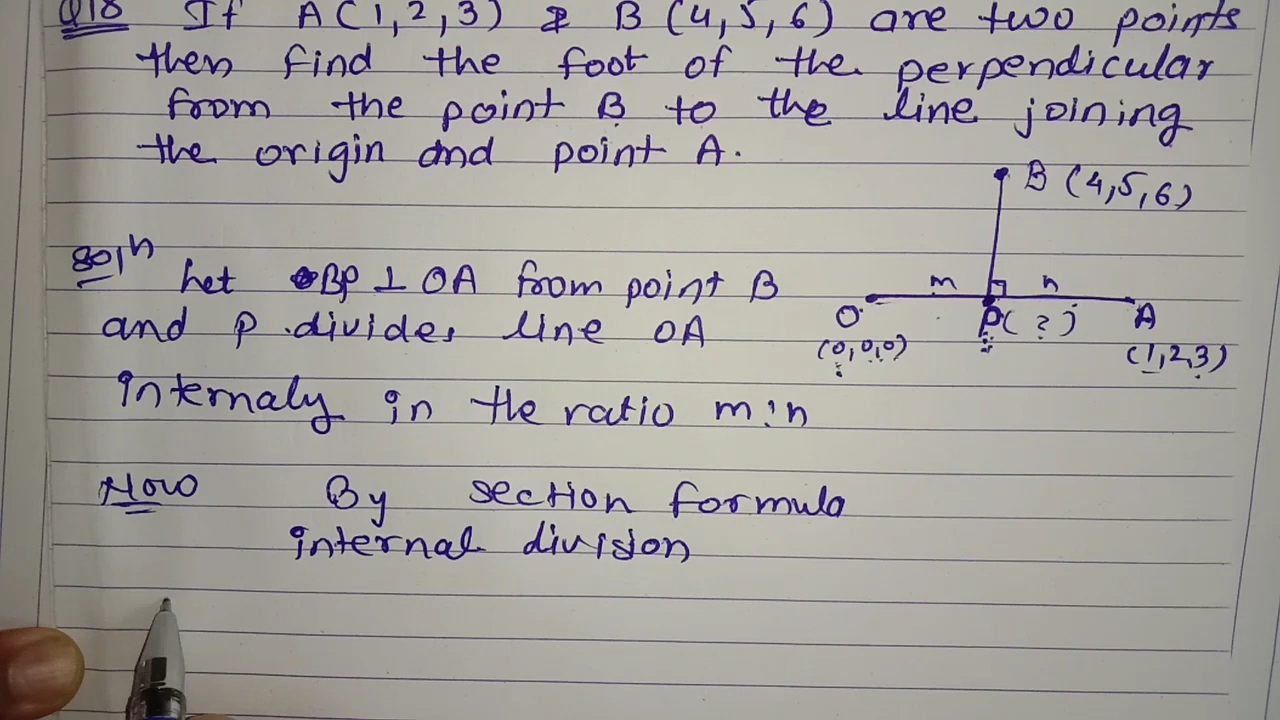 Q18 If A(1,2,3) & B(4,5,6) are two points
then find the foot of the perpendicular
from the point B to the line joining
the origin and point A.
B (4,5,6)
Soln Let BP ⊥ OA from point B
m n
and P divides line OA
O P(?) A
(0,0,0) (1,2,3)
internaly in the ratio m:n
Now By section formula
internal division